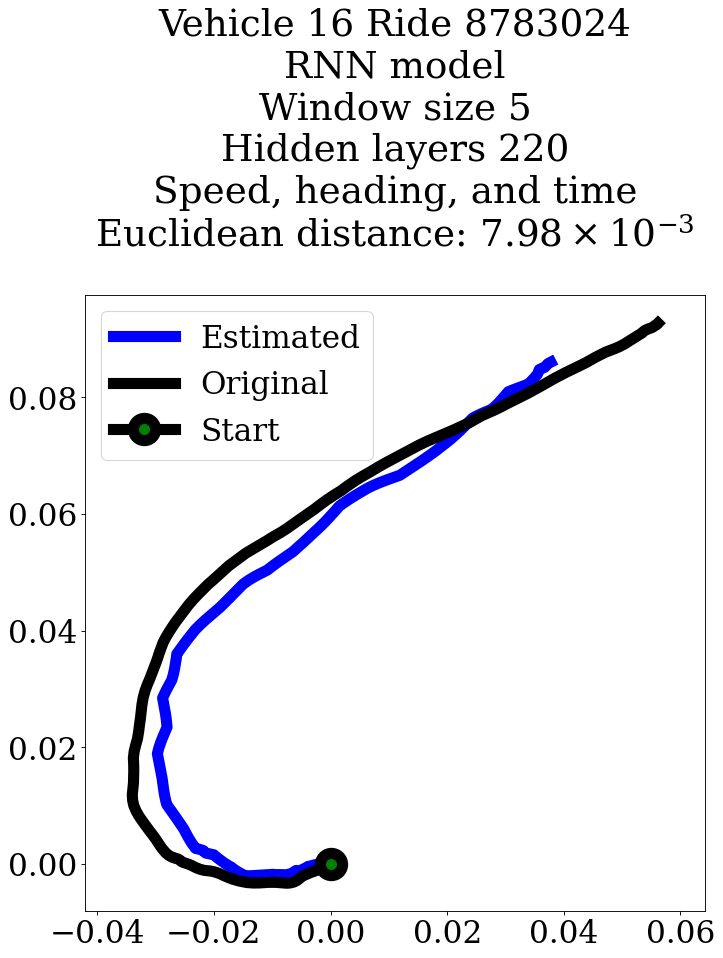 Vehicle 16 Ride 8783024
RNN model
Window size 5
Hidden layers 220
Speed, heading, and time
Euclidean distance: 7.98 × 10⁻³
Estimated
Original
Start
0.08
0.06
0.04
0.02
0.00
−0.04 −0.02 0.00 0.02 0.04 0.06